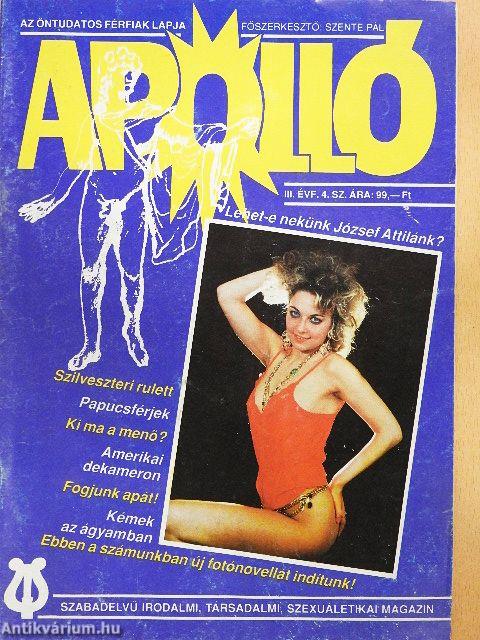 AZ ÖNTUDATOS FÉRFIAK LAPJA
FŐSZERKESZTŐ: SZENTE PÁL
APOLLÓ
III. ÉVF. 4. SZ. ÁRA: 99,— Ft
Lehet-e nekünk József Attilánk?
Szilveszteri rulett
Papucsférjek
Ki ma a menő?
Amerikai
dekameron
Fogjunk apát!
Kémek
az ágyamban
Ebben a számunkban új fotónovellát indítunk!
SZABADELVŰ IRODALMI, TÁRSADALMI, SZEXUÁLETIKAI MAGAZIN
Antikvárium.hu